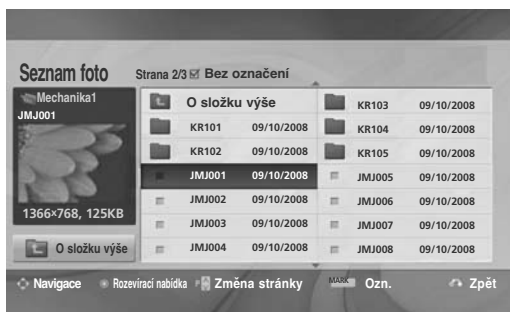 Seznam foto Strana 2/3 Bez označení
Mechanika1
JMJ001
1366×768, 125KB
O složku výše
O složku výše
KR101 09/10/2008
KR102 09/10/2008
JMJ001 09/10/2008
JMJ002 09/10/2008
JMJ003 09/10/2008
JMJ004 09/10/2008
KR103 09/10/2008
KR104 09/10/2008
KR105 09/10/2008
JMJ005 09/10/2008
JMJ006 09/10/2008
JMJ007 09/10/2008
JMJ008 09/10/2008
Navigace Rozevírací nabídka P Změna stránky MARK Ozn. Zpět